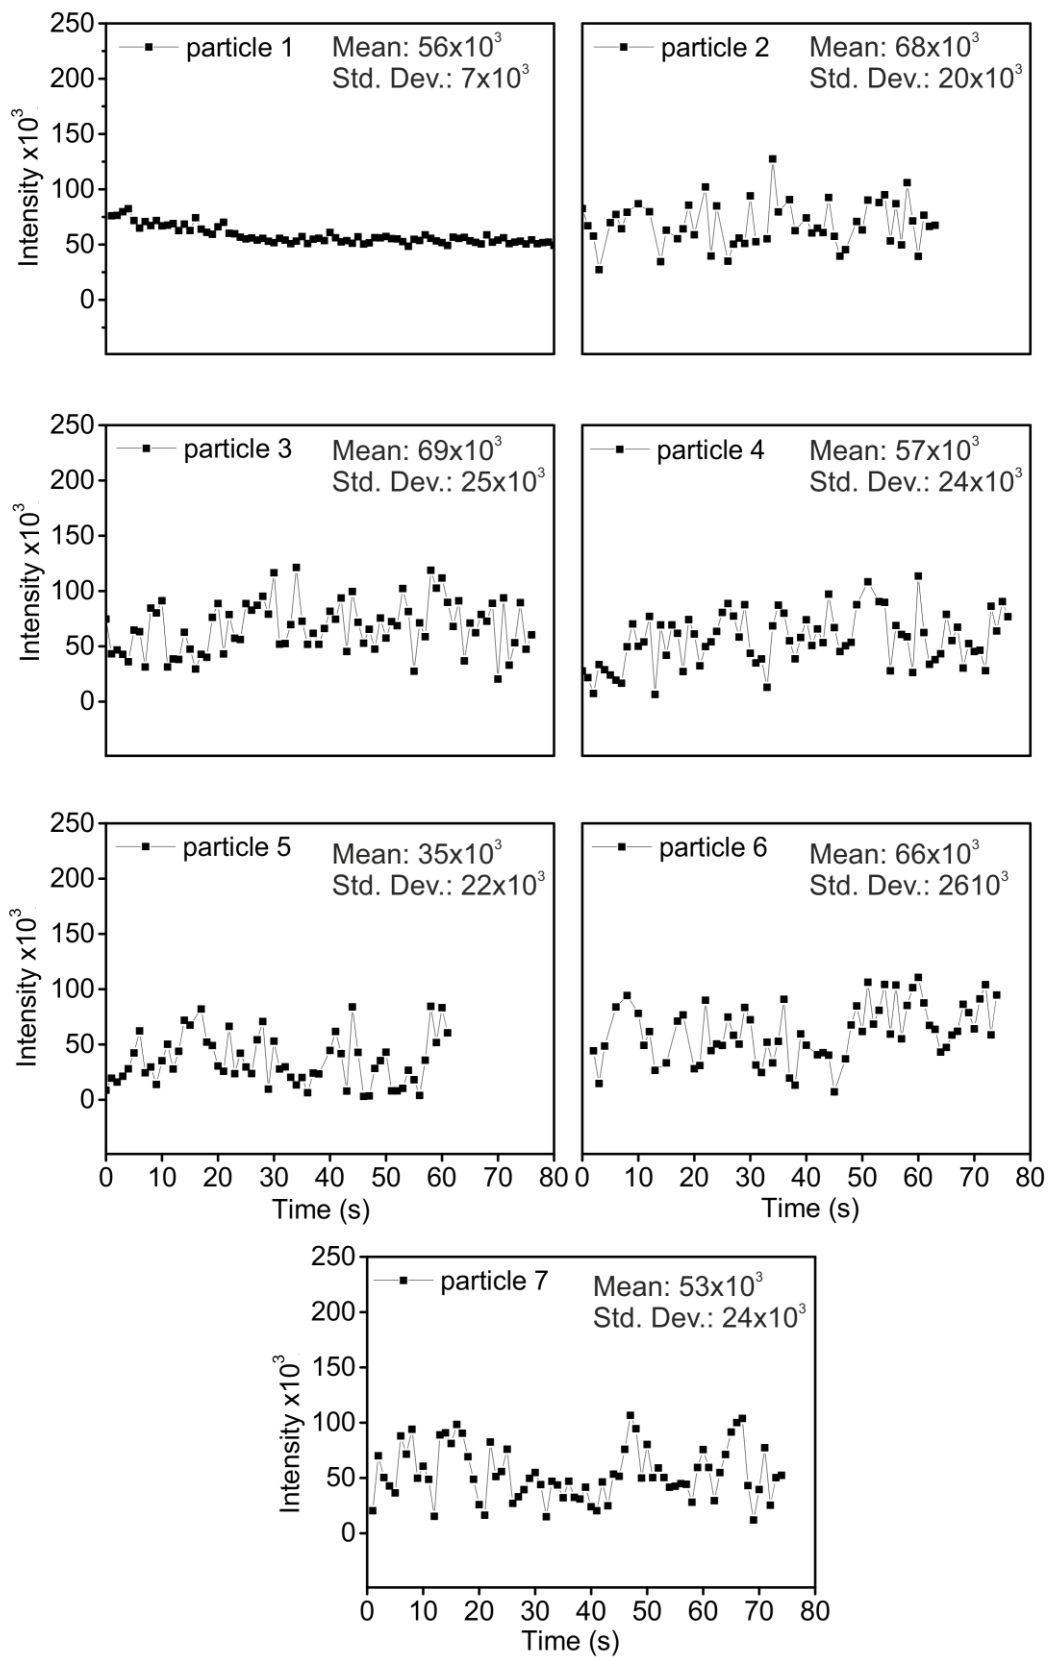 250
200
150
100
50
0
Intensity x10³
particle 1
Mean: 56x10³
Std. Dev.: 7x10³
particle 2
Mean: 68x10³
Std. Dev.: 20x10³
250
200
150
100
50
0
Intensity x10³
particle 3
Mean: 69x10³
Std. Dev.: 25x10³
particle 4
Mean: 57x10³
Std. Dev.: 24x10³
250
200
150
100
50
0
Intensity x10³
particle 5
Mean: 35x10³
Std. Dev.: 22x10³
0 10 20 30 40 50 60 70 80
Time (s)
particle 6
Mean: 66x10³
Std. Dev.: 2610³
0 10 20 30 40 50 60 70 80
Time (s)
250
200
150
100
50
0
Intensity x10³
particle 7
Mean: 53x10³
Std. Dev.: 24x10³
0 10 20 30 40 50 60 70 80
Time (s)